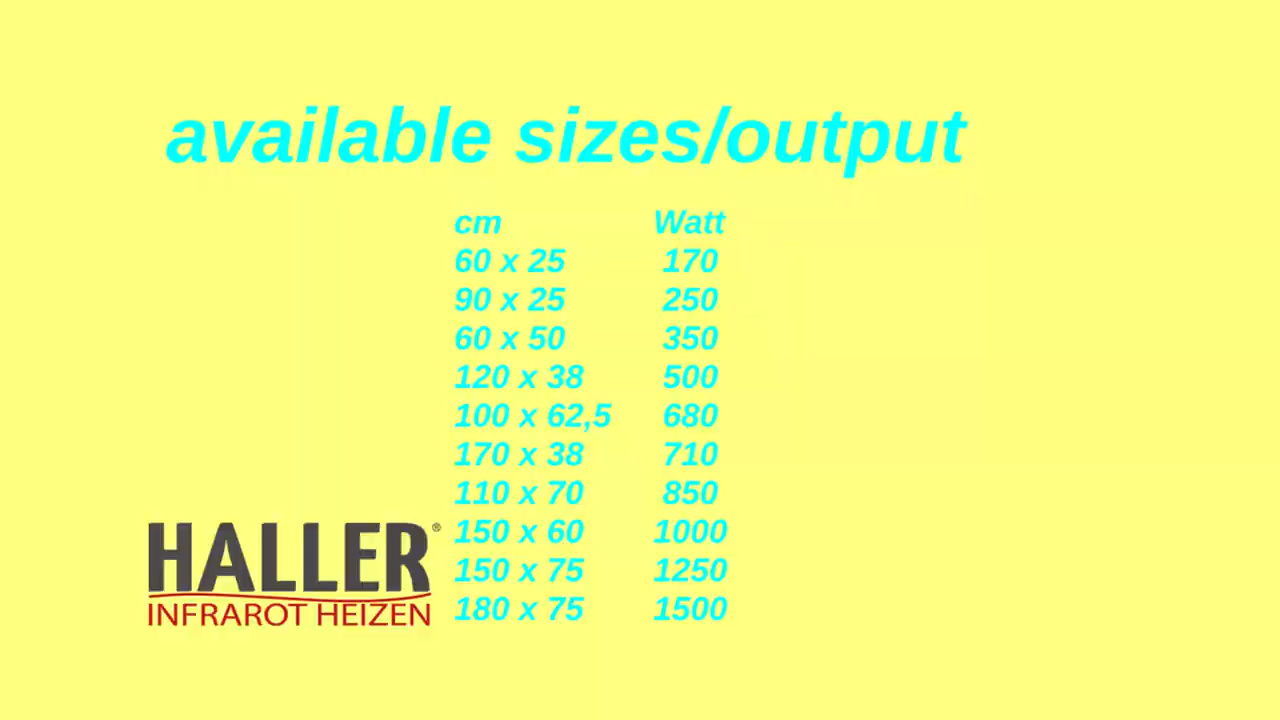 available sizes/output
cm Watt
60 x 25 170
90 x 25 250
60 x 50 350
120 x 38 500
100 x 62,5 680
170 x 38 710
110 x 70 850
150 x 60 1000
150 x 75 1250
180 x 75 1500
HALLER®
INFRAROT HEIZEN